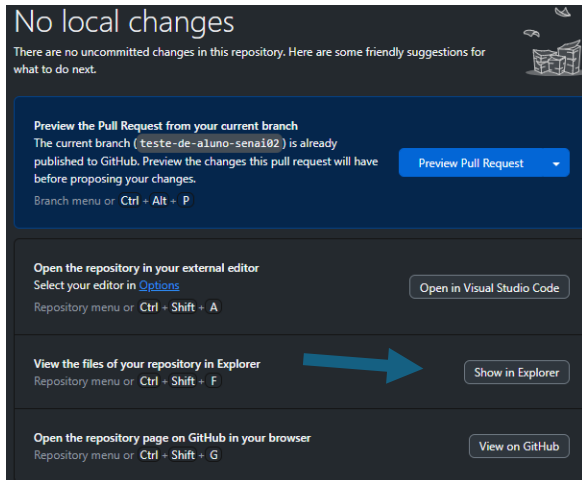 No local changes
There are no uncommitted changes in this repository. Here are some friendly suggestions for
what to do next.
Preview the Pull Request from your current branch
The current branch ( teste-de-aluno-senai02 ) is already
published to GitHub. Preview the changes this pull request will have
before proposing your changes.
Branch menu or Ctrl + Alt + P
Preview Pull Request
Open the repository in your external editor
Select your editor in Options
Repository menu or Ctrl + Shift + A
Open in Visual Studio Code
View the files of your repository in Explorer
Repository menu or Ctrl + Shift + F
Show in Explorer
Open the repository page on GitHub in your browser
Repository menu or Ctrl + Shift + G
View on GitHub